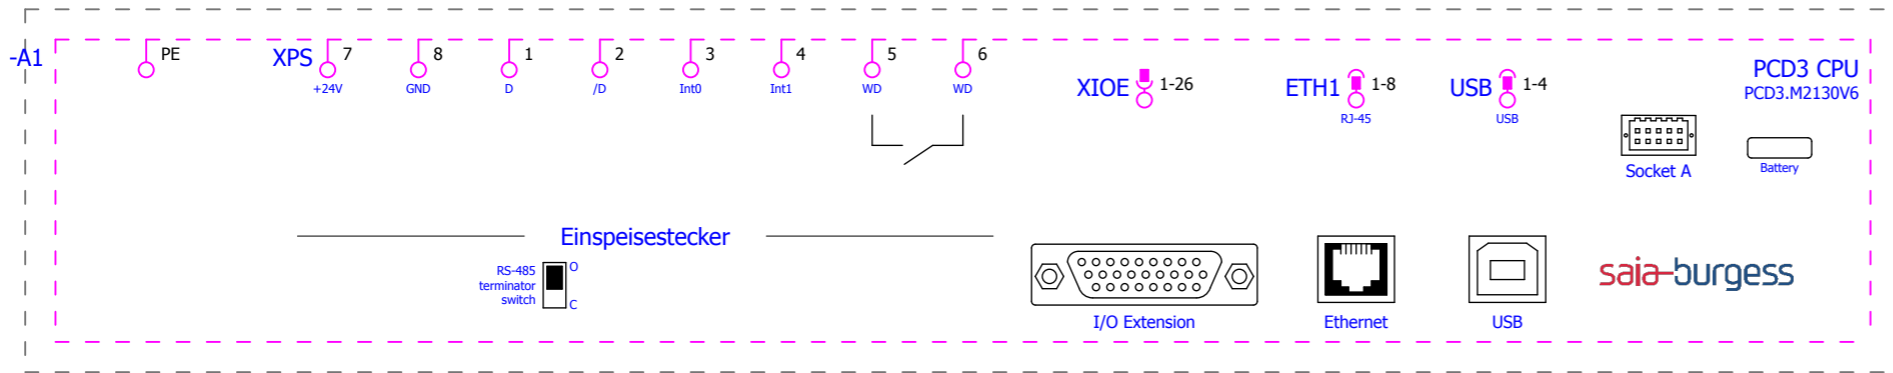 -A1
PE
XPS 7 8 1 2 3 4 5 6
+24V GND D /D Int0 Int1 WD WD
XIOE 1-26
ETH1 1-8
RJ-45
USB 1-4
USB
PCD3 CPU
PCD3.M2130V6
Socket A
Battery
Einspeisestecker
RS-485
terminator
switch
O
C
I/O Extension
Ethernet
USB
saia-burgess